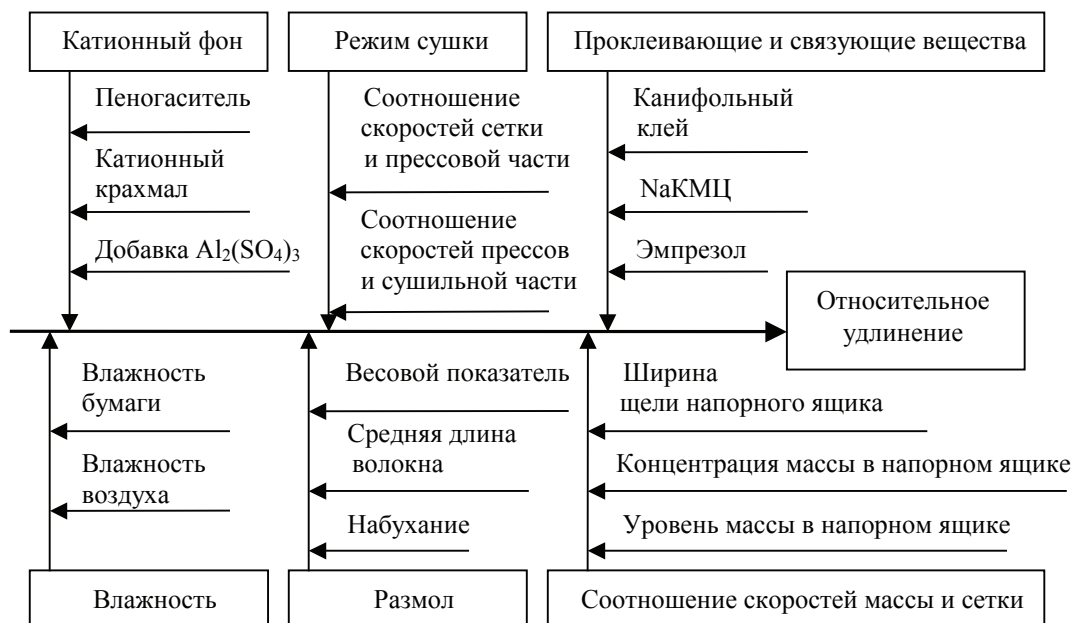 Катионный фон
Режим сушки
Проклеивающие и связующие вещества
Пеногаситель
Катионный
крахмал
Добавка Al₂(SO₄)₃
Соотношение
скоростей сетки
и прессовой части
Соотношение
скоростей прессов
и сушильной части
Канифольный
клей
NaКМЦ
Эмпрезол
Относительное
удлинение
Влажность
бумаги
Влажность
воздуха
Весовой показатель
Средняя длина
волокна
Набухание
Ширина
щели напорного ящика
Концентрация массы в напорном ящике
Уровень массы в напорном ящике
Влажность
Размол
Соотношение скоростей массы и сетки